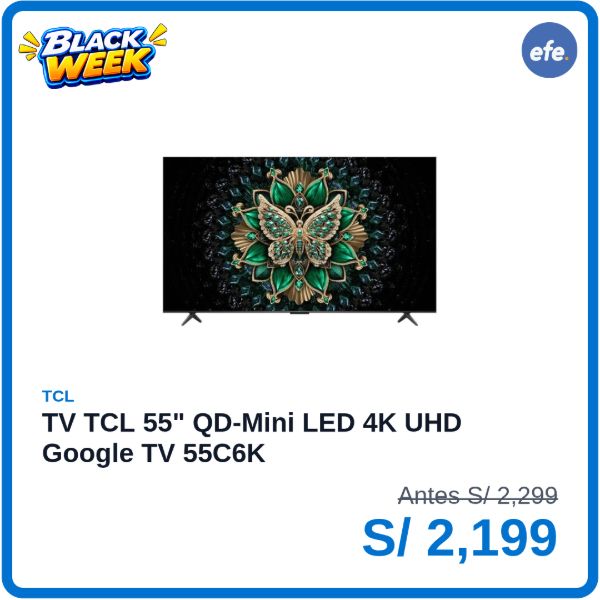 BLACK
WEEK
efe.
TCL
TV TCL 55" QD-Mini LED 4K UHD
Google TV 55C6K
Antes S/ 2,299
S/ 2,199